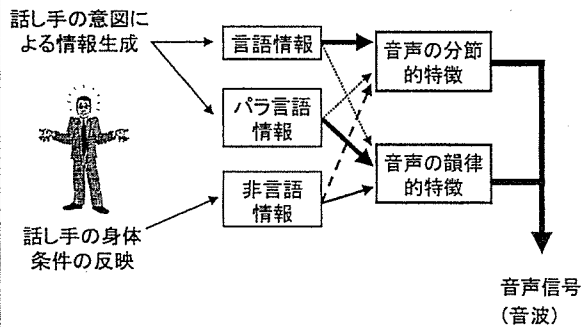 話し手の意図に
よる情報生成
言語情報
音声の分節
的特徴
パラ言語
情報
音声の韻律
的特徴
非言語
情報
話し手の身体
条件の反映
音声信号
(音波)